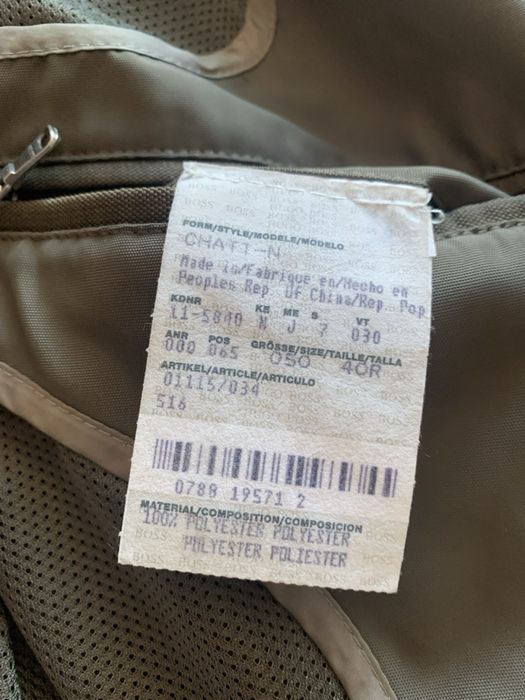 FORM/STYLE/MODELE/MODELO
CHATT-N
Made in/Fabrique en/Hecho en
Peoples Rep. Of China/Rep. Pop
KDNR KE ME S VT
11-5840 N J 7 030
ANR POS GRÖSSE/SIZE/TAILLE/TALLA
000 065 050 40R
ARTIKEL/ARTICLE/ARTICULO
01115/034
516
0788 19571 2
MATERIAL/COMPOSITION/COMPOSICION
100% POLYESTER POLYESTER
POLYESTER POLIESTER